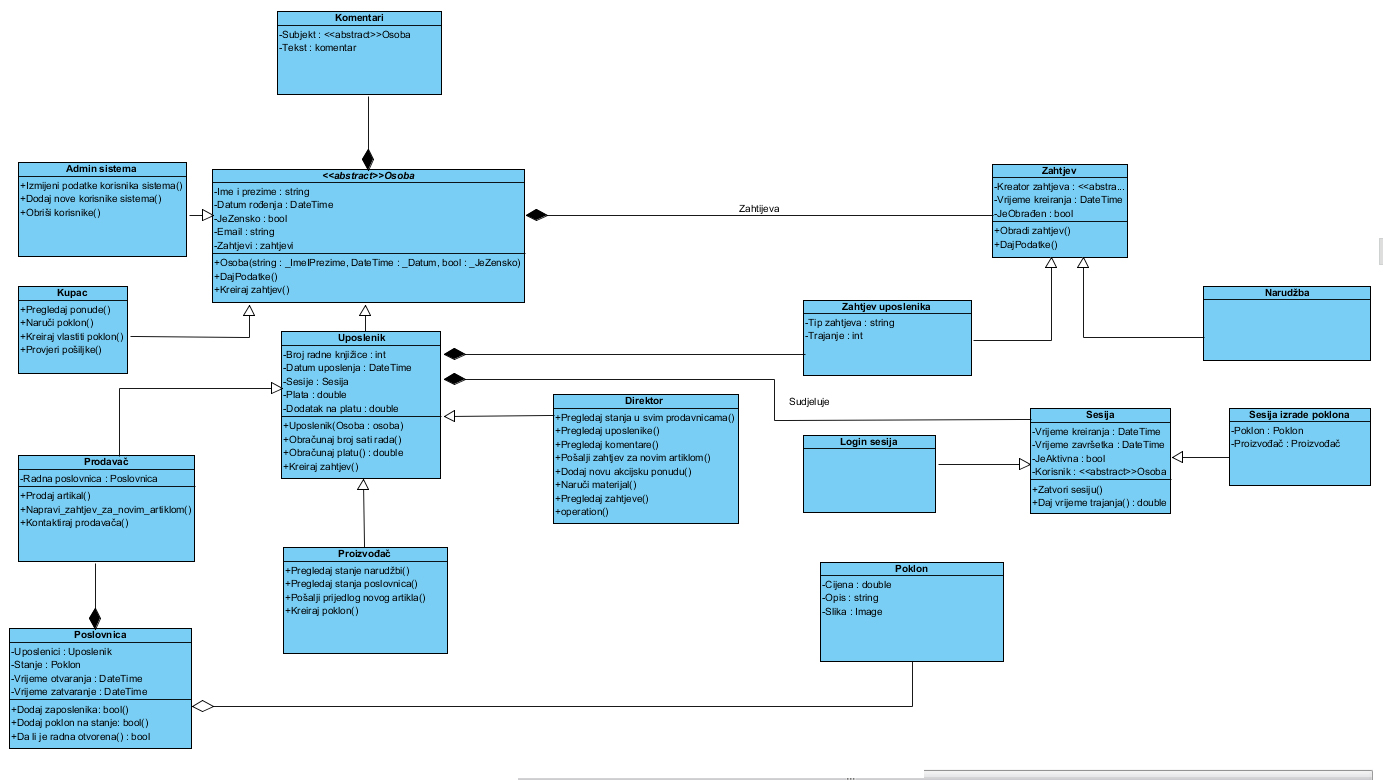 Komentari
-Subjekt : <<abstract>>Osoba
-Tekst : komentar
Admin sistema
+Izmijeni podatke korisnika sistema()
+Dodaj nove korisnike sistema()
+Obriši korisnike()
<<abstract>>Osoba
-Ime i prezime : string
-Datum rođenja : DateTime
-JeZensko : bool
-Email : string
-Zahtjevi : zahtjevi
+Osoba(string : _ImeIPrezime, DateTime : _Datum, bool : _JeZensko)
+DajPodatke()
+Kreiraj zahtjev()
Zahtijeva
Zahtjev
-Kreator zahtjeva : <<abstra...
-Vrijeme kreiranja : DateTime
-JeObrađen : bool
+Obradi zahtjev()
+DajPodatke()
Kupac
+Pregledaj ponude()
+Naruči poklon()
+Kreiraj vlastiti poklon()
+Provjeri pošiljke()
Uposlenik
-Broj radne knjižice : int
-Datum uposlenja : DateTime
-Sesije : Sesija
-Plata : double
-Dodatak na platu : double
+Uposlenik(Osoba : osoba)
+Obračunaj broj sati rada()
+Obračunaj platu() : double
+Kreiraj zahtjev()
Zahtjev uposlenika
-Tip zahtjeva : string
-Trajanje : int
Narudžba
Direktor
+Pregledaj stanja u svim prodavnicama()
+Pregledaj uposlenike()
+Pregledaj komentare()
+Pošalji zahtjev za novim artiklom()
+Dodaj novu akcijsku ponudu()
+Naruči materijal()
+Pregledaj zahtjeve()
+operation()
Sudjeluje
Login sesija
Sesija
-Vrijeme kreiranja : DateTime
-Vrijeme završetka : DateTime
-JeAktivna : bool
-Korisnik : <<abstract>>Osoba
+Zatvori sesiju()
+Daj vrijeme trajanja() : double
Sesija izrade poklona
-Poklon : Poklon
-Proizvođač : Proizvođač
Prodavač
-Radna poslovnica : Poslovnica
+Prodaj artikal()
+Napravi_zahtjev_za_novim_artiklom()
+Kontaktiraj prodavača()
Proizvođač
+Pregledaj stanje narudžbi()
+Pregledaj stanja poslovnica()
+Pošalji prijedlog novog artikla()
+Kreiraj poklon()
Poklon
-Cijena : double
-Opis : string
-Slika : Image
Poslovnica
-Uposlenici : Uposlenik
-Stanje : Poklon
-Vrijeme otvaranja : DateTime
-Vrijeme zatvaranje : DateTime
+Dodaj zaposlenika: bool()
+Dodaj poklon na stanje: bool()
+Da li je radna otvorena() : bool